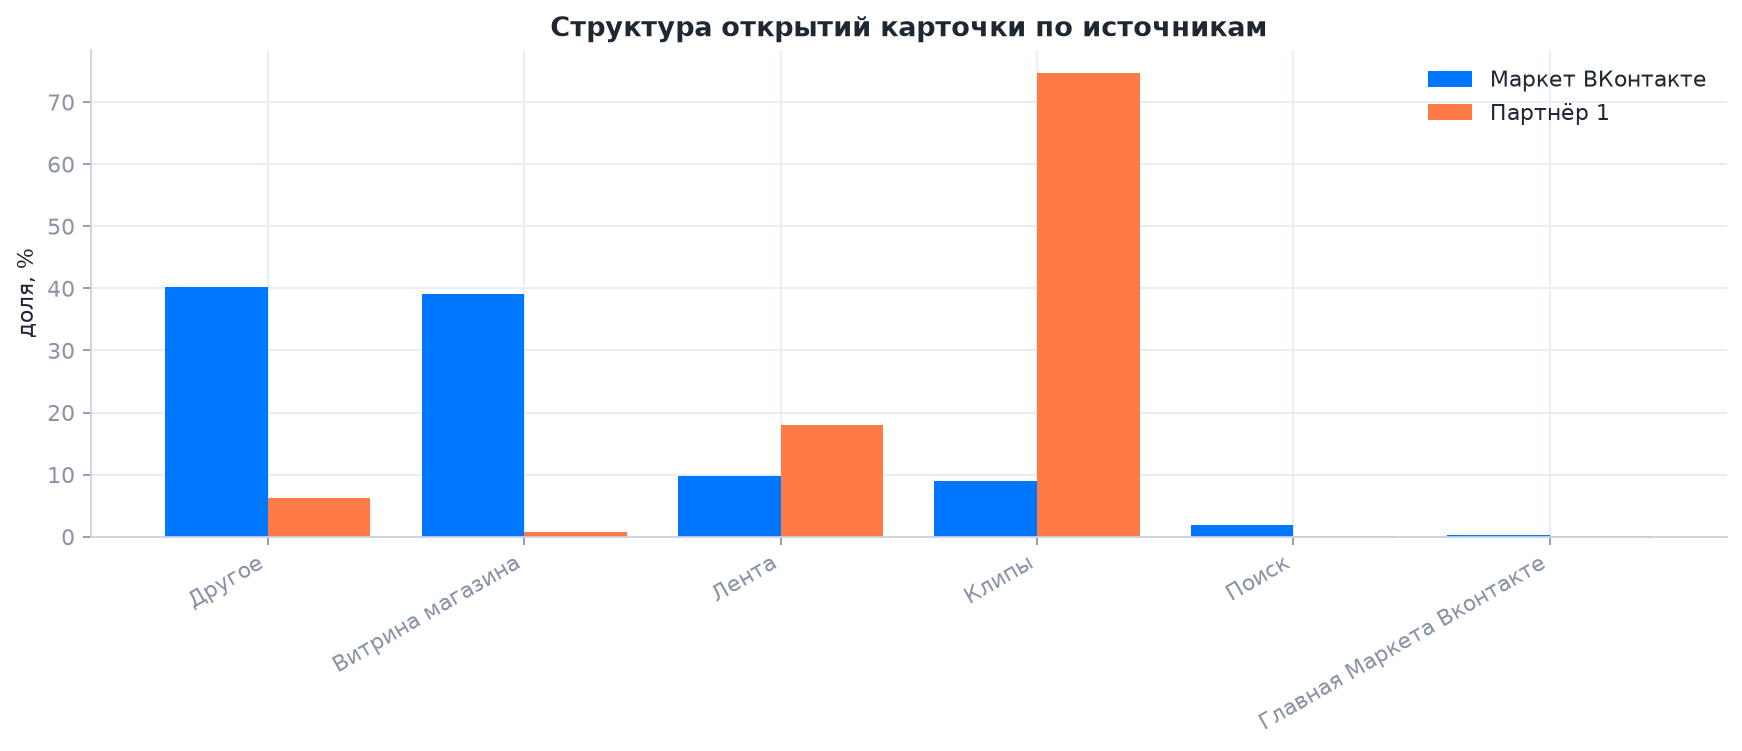 Структура открытий карточки по источникам
Маркет ВКонтакте
Партнёр 1
доля, %
70
60
50
40
30
20
10
0
Другое
Витрина магазина
Лента
Клипы
Поиск
Главная Маркета Вконтакте